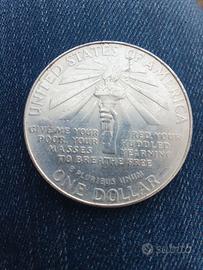 UNITED STATES OF AMERICA
GIVE ME YOUR
RED, YOUR
POOR, YOUR
HUDDLED
MASSES
YEARNING
TO BREATHE FREE
E PLURIBUS UNUM
ONE DOLLAR
subito